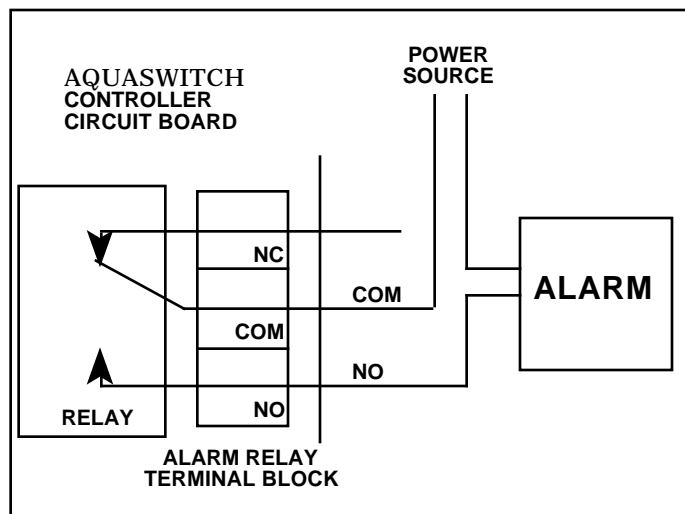 AQUASWITCH
CONTROLLER
CIRCUIT BOARD
POWER
SOURCE
NC
COM
COM
NO
NO
RELAY
ALARM
ALARM RELAY
TERMINAL BLOCK